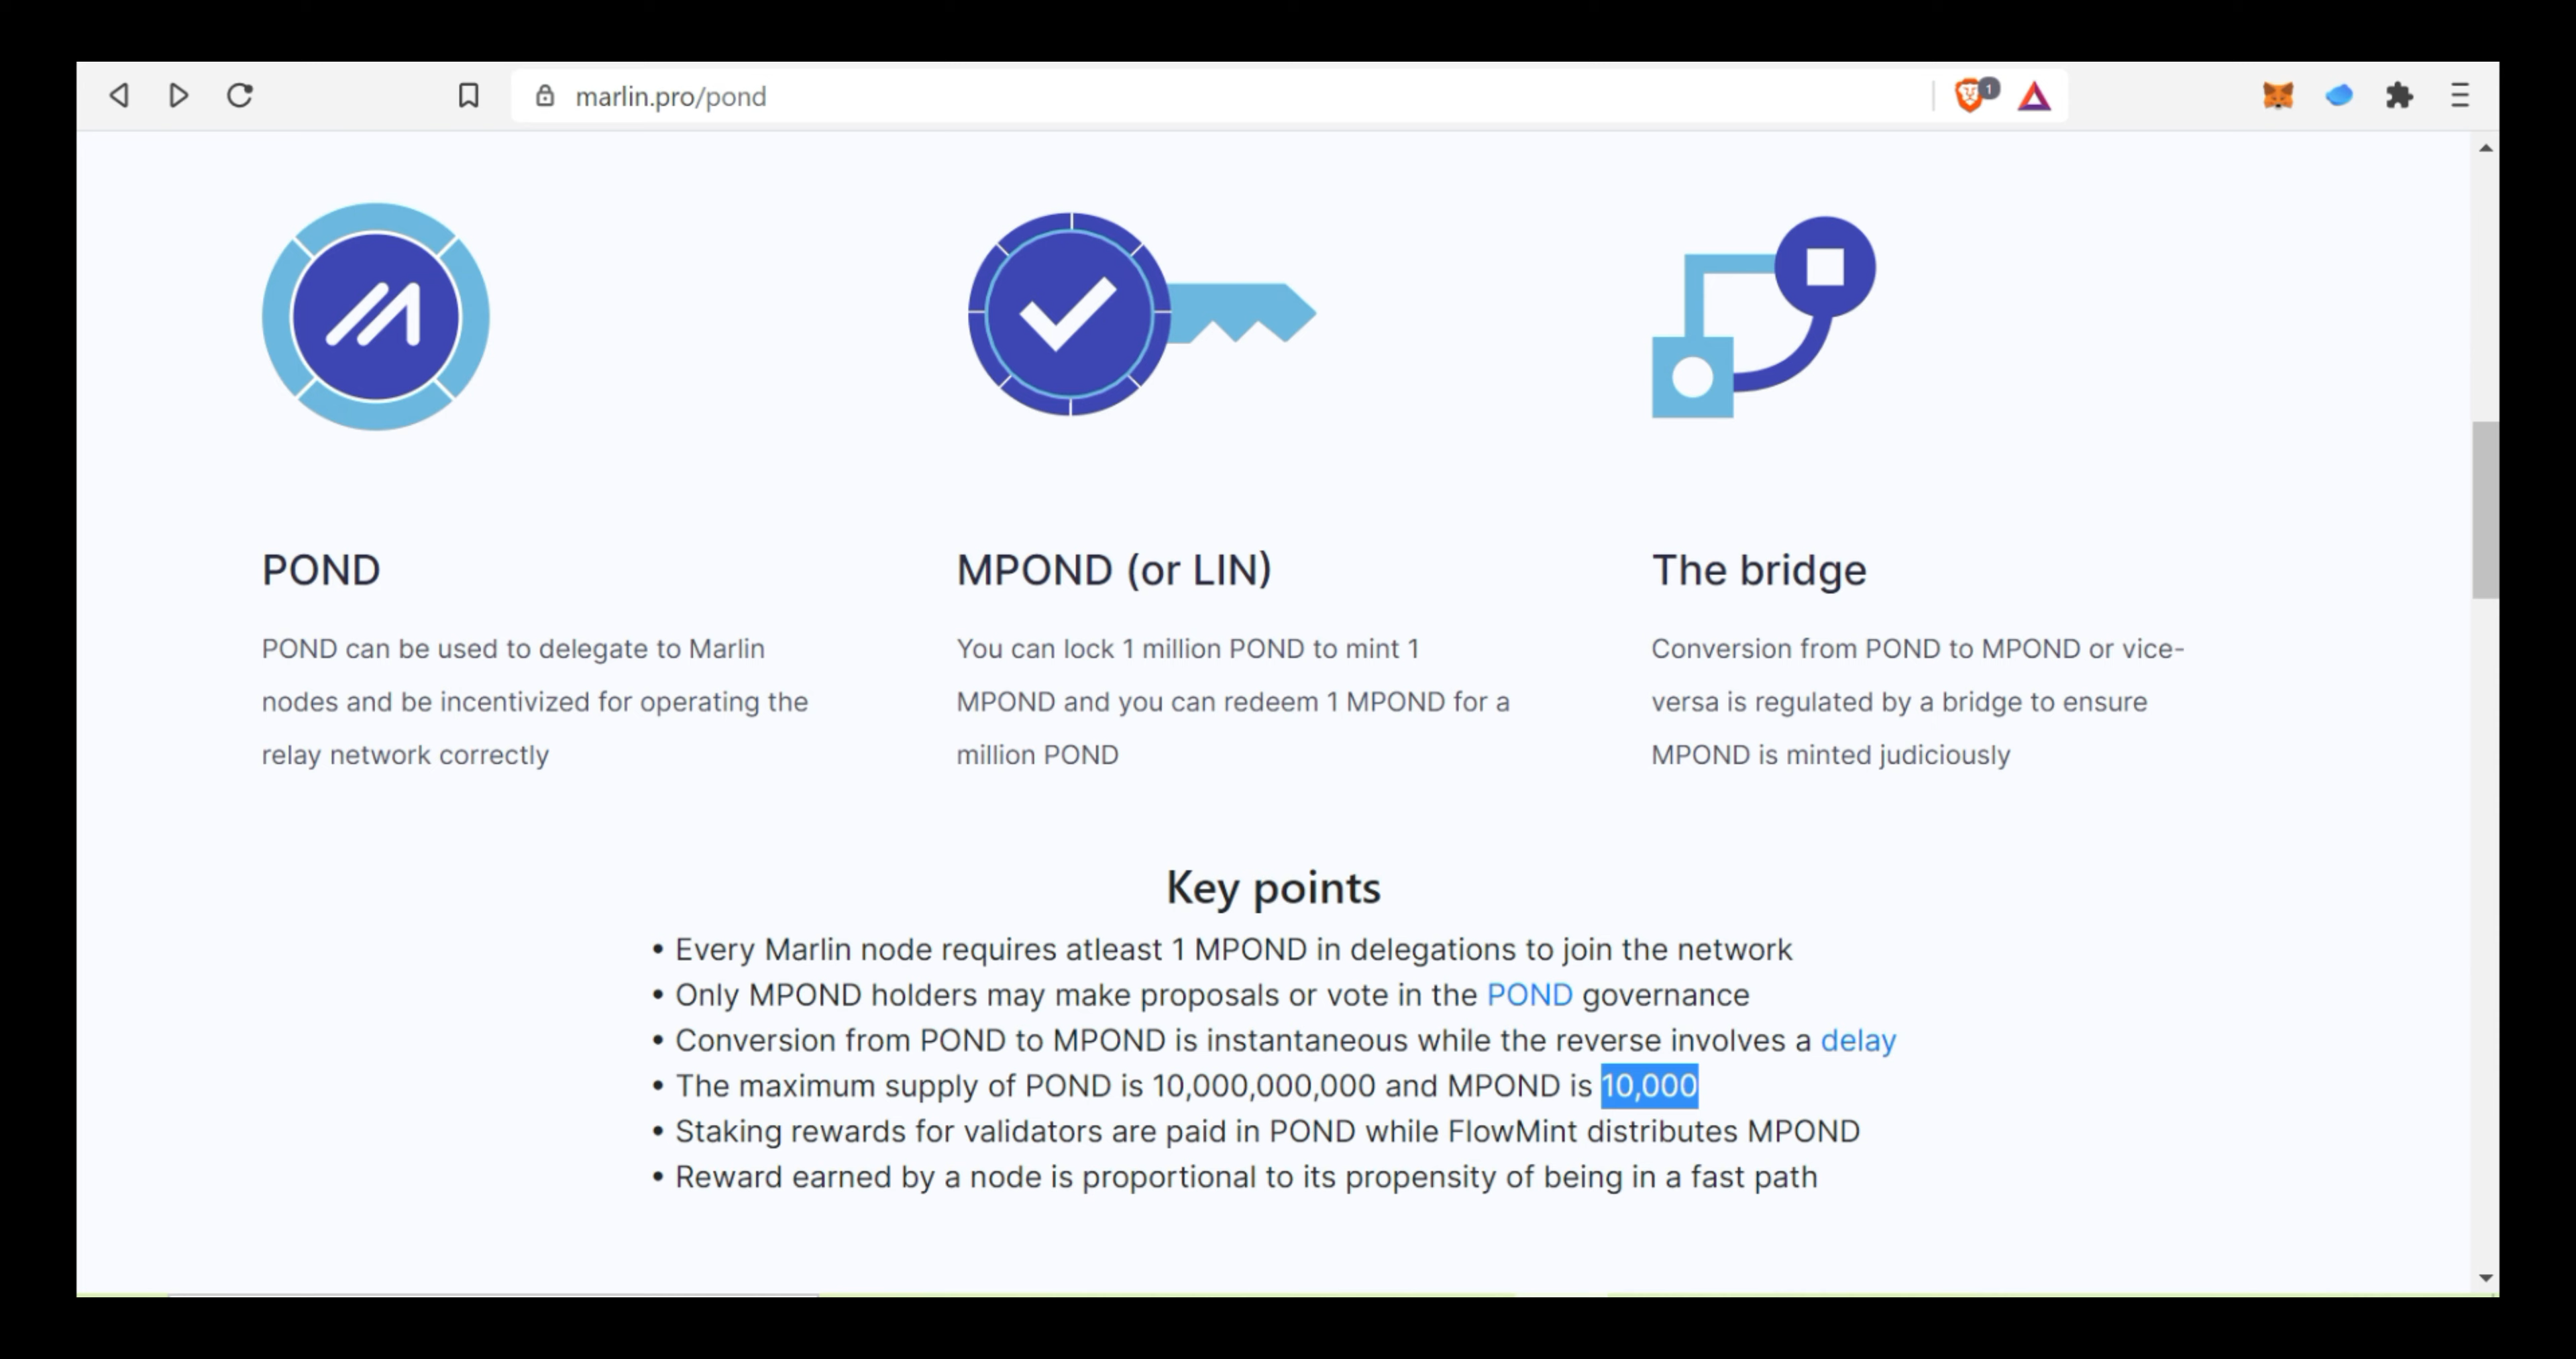 marlin.pro/pond
1
POND
POND can be used to delegate to Marlin
nodes and be incentivized for operating the
relay network correctly
MPOND (or LIN)
You can lock 1 million POND to mint 1
MPOND and you can redeem 1 MPOND for a
million POND
The bridge
Conversion from POND to MPOND or vice-
versa is regulated by a bridge to ensure
MPOND is minted judiciously
Key points
• Every Marlin node requires atleast 1 MPOND in delegations to join the network
• Only MPOND holders may make proposals or vote in the POND governance
• Conversion from POND to MPOND is instantaneous while the reverse involves a delay
• The maximum supply of POND is 10,000,000,000 and MPOND is 10,000
• Staking rewards for validators are paid in POND while FlowMint distributes MPOND
• Reward earned by a node is proportional to its propensity of being in a fast path